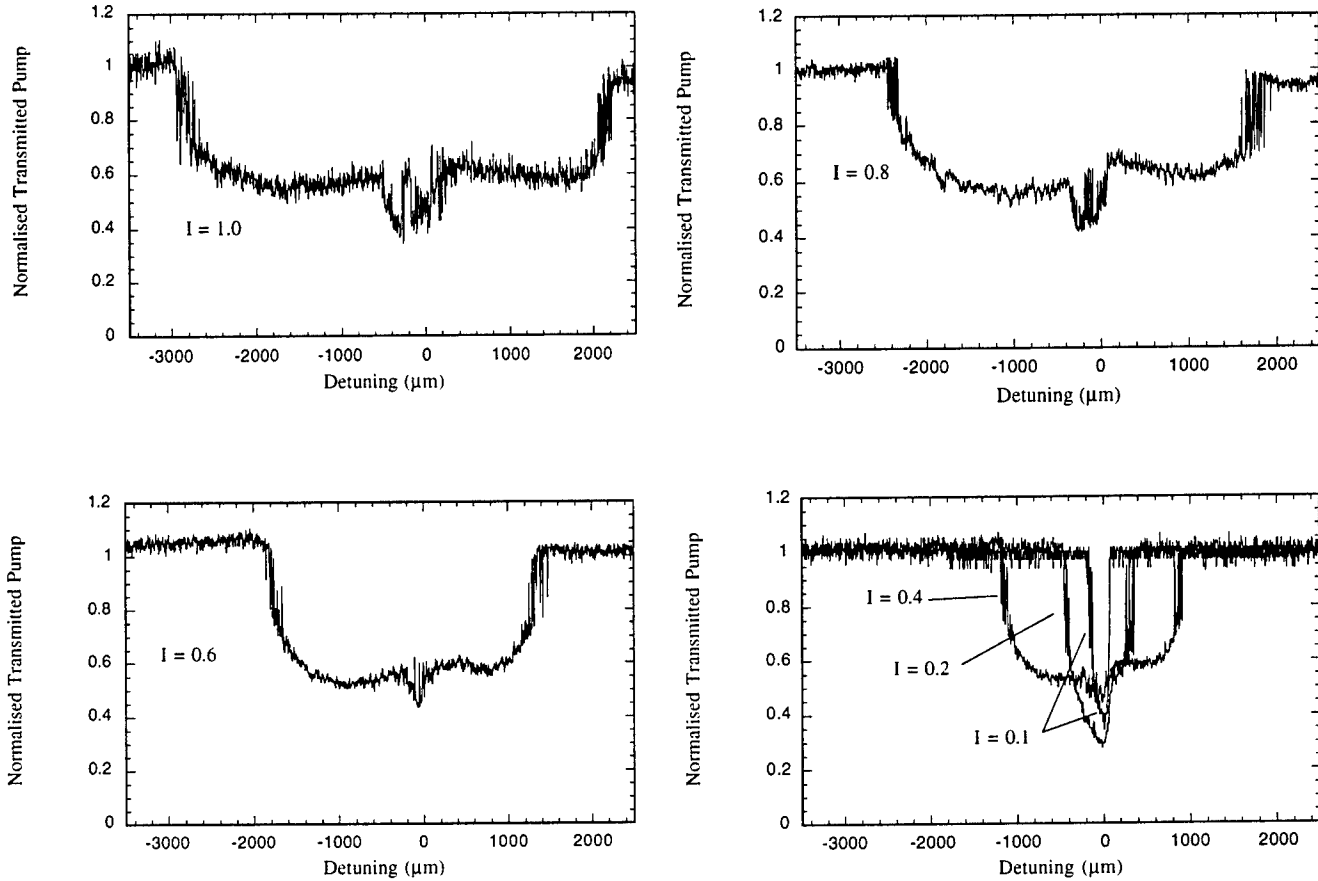 Normalised Transmitted Pump
1.2
1
0.8
0.6
0.4
0.2
0
I = 1.0
-3000 -2000 -1000 0 1000 2000
Detuning (µm)
Normalised Transmitted Pump
1.2
1
0.8
0.6
0.4
0.2
0
I = 0.8
-3000 -2000 -1000 0 1000 2000
Detuning (µm)
Normalised Transmitted Pump
1.2
1
0.8
0.6
0.4
0.2
0
I = 0.6
-3000 -2000 -1000 0 1000 2000
Detuning (µm)
Normalised Transmitted Pump
1.2
1
0.8
0.6
0.4
0.2
0
I = 0.4
I = 0.2
I = 0.1
-3000 -2000 -1000 0 1000 2000
Detuning (µm)